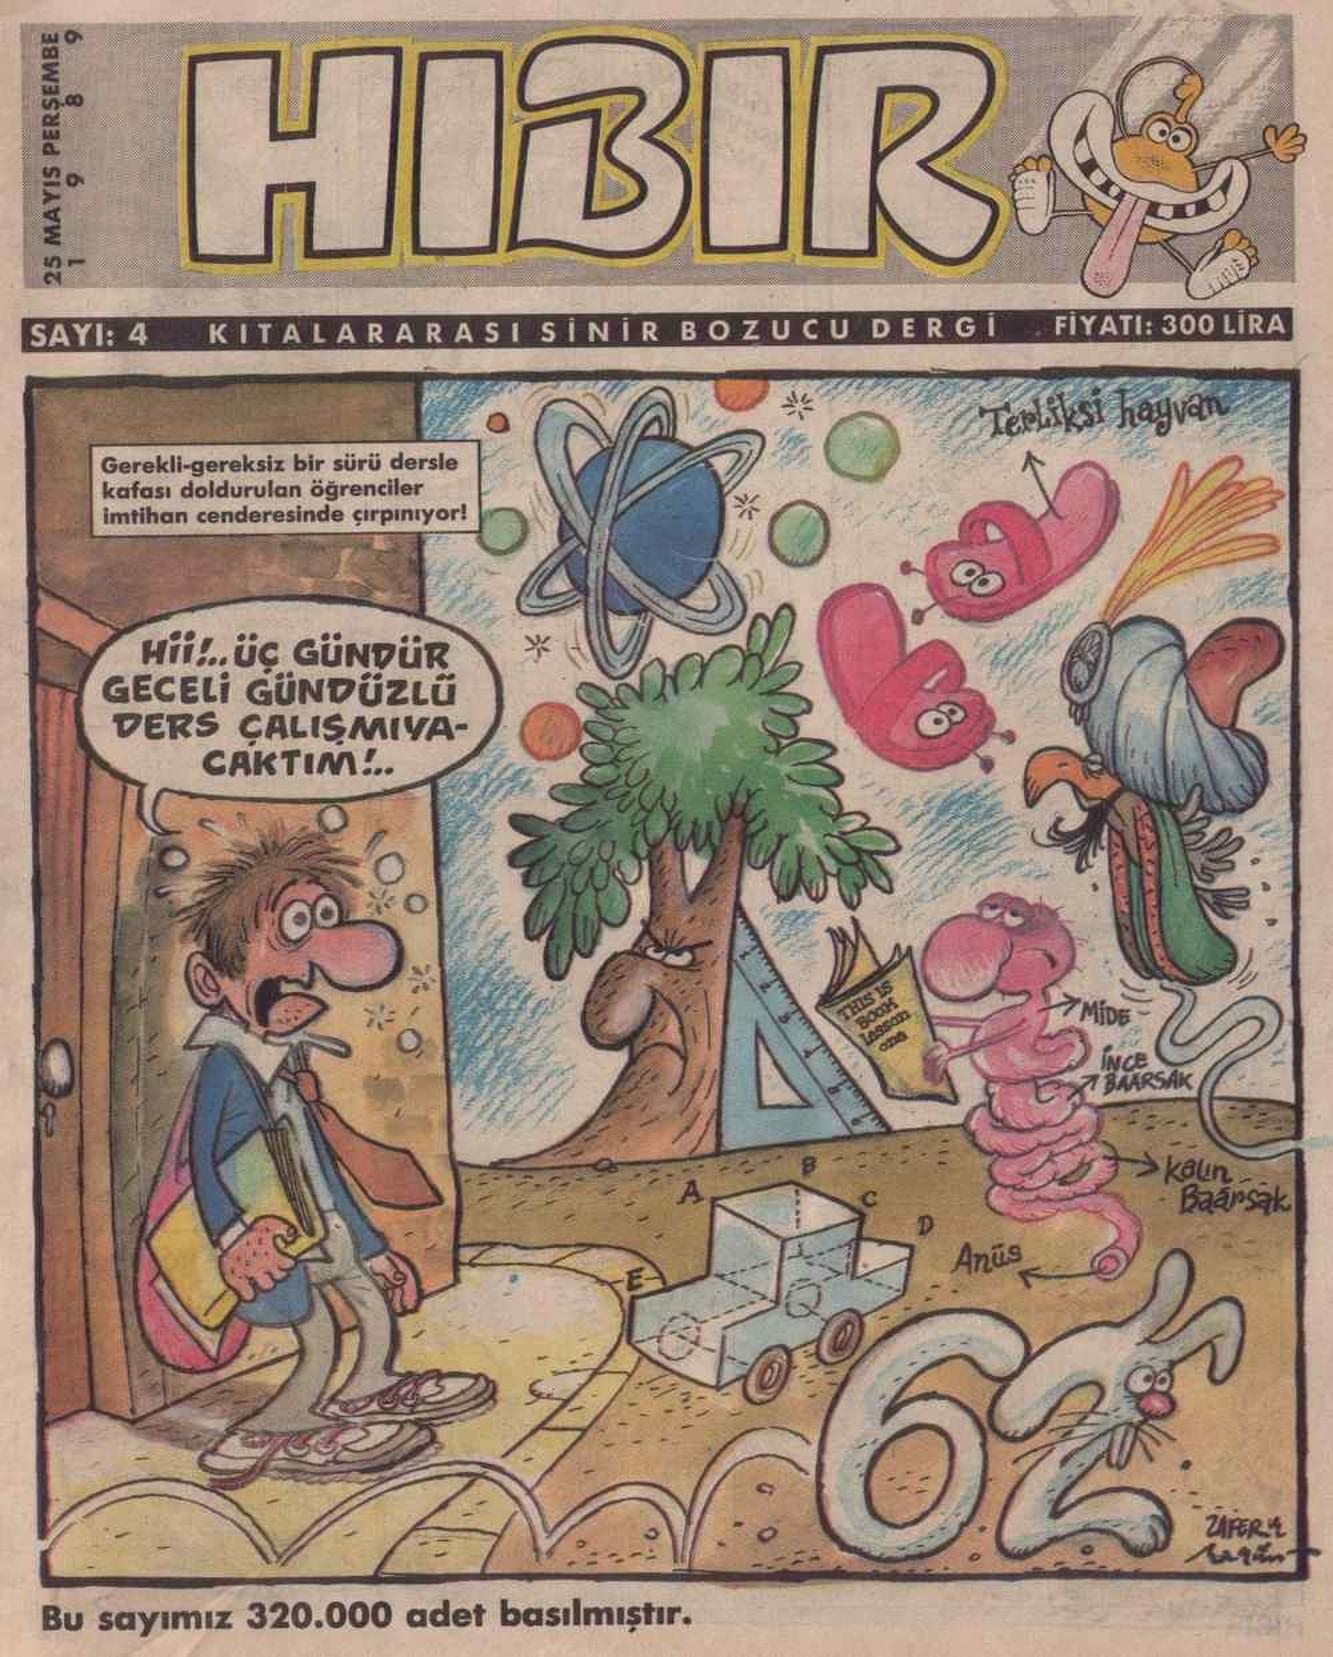 25 MAYIS PERŞEMBE
1 9 8 9
HIBIR
SAYI: 4 KITALARARASI SİNİR BOZUCU DERGİ FİYATI: 300 LİRA
Gerekli-gereksiz bir sürü dersle
kafası doldurulan öğrenciler
imtihan cenderesinde çırpınıyor!
Terliksi hayvan
Hİİ!.. ÜÇ GÜNDÜR
GECELİ GÜNDÜZLÜ
DERS ÇALIŞMIYA-
CAKTIM!..
THIS IS
BOOK
Lesson
one
MİDE
İNCE
BAARSAK
Kalın
Baarsak
Anüs
A
B
C
D
E
62
ZAFER
Bu sayımız 320.000 adet basılmıştır.